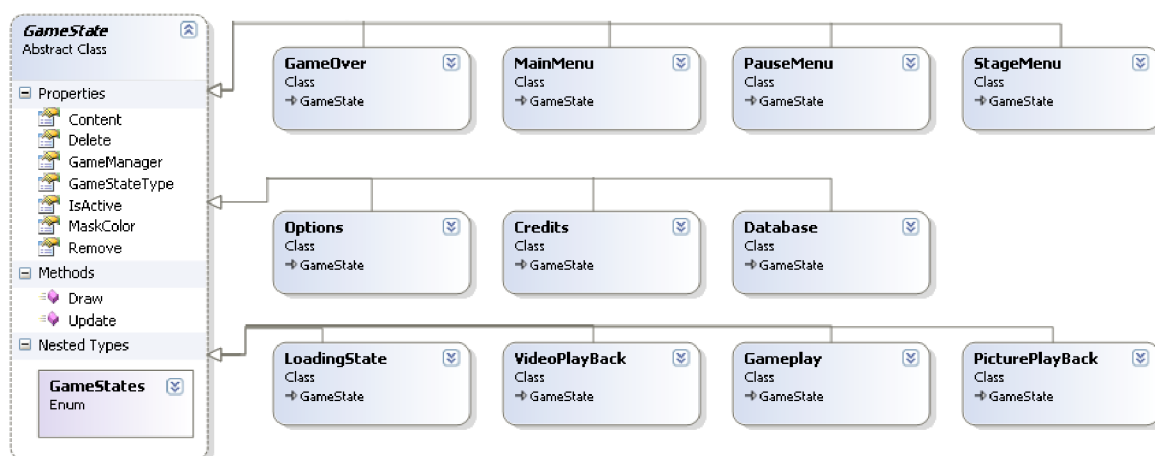 GameState
Abstract Class
Properties
Content
Delete
GameManager
GameStateType
IsActive
MaskColor
Remove
Methods
Draw
Update
Nested Types
GameStates
Enum
GameOver
Class
GameState
MainMenu
Class
GameState
PauseMenu
Class
GameState
StageMenu
Class
GameState
Options
Class
GameState
Credits
Class
GameState
Database
Class
GameState
LoadingState
Class
GameState
VideoPlayBack
Class
GameState
Gameplay
Class
GameState
PicturePlayBack
Class
GameState